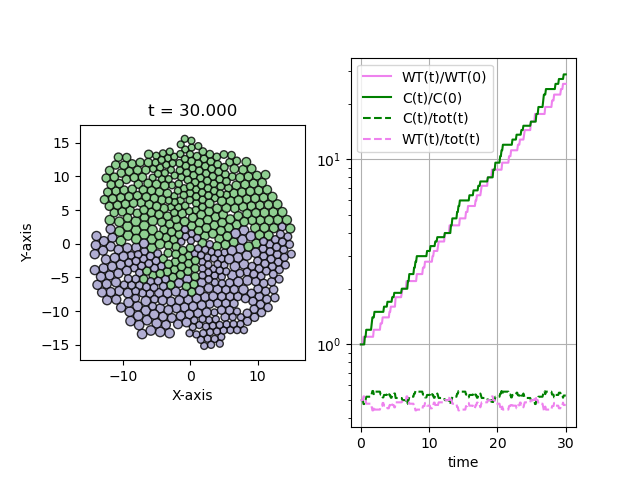 t = 30.000
15
10
5
0
−5
−10
−15
Y-axis
−10
0
10
X-axis
WT(t)/WT(0)
C(t)/C(0)
C(t)/tot(t)
WT(t)/tot(t)
10¹
10⁰
0
10
20
30
time